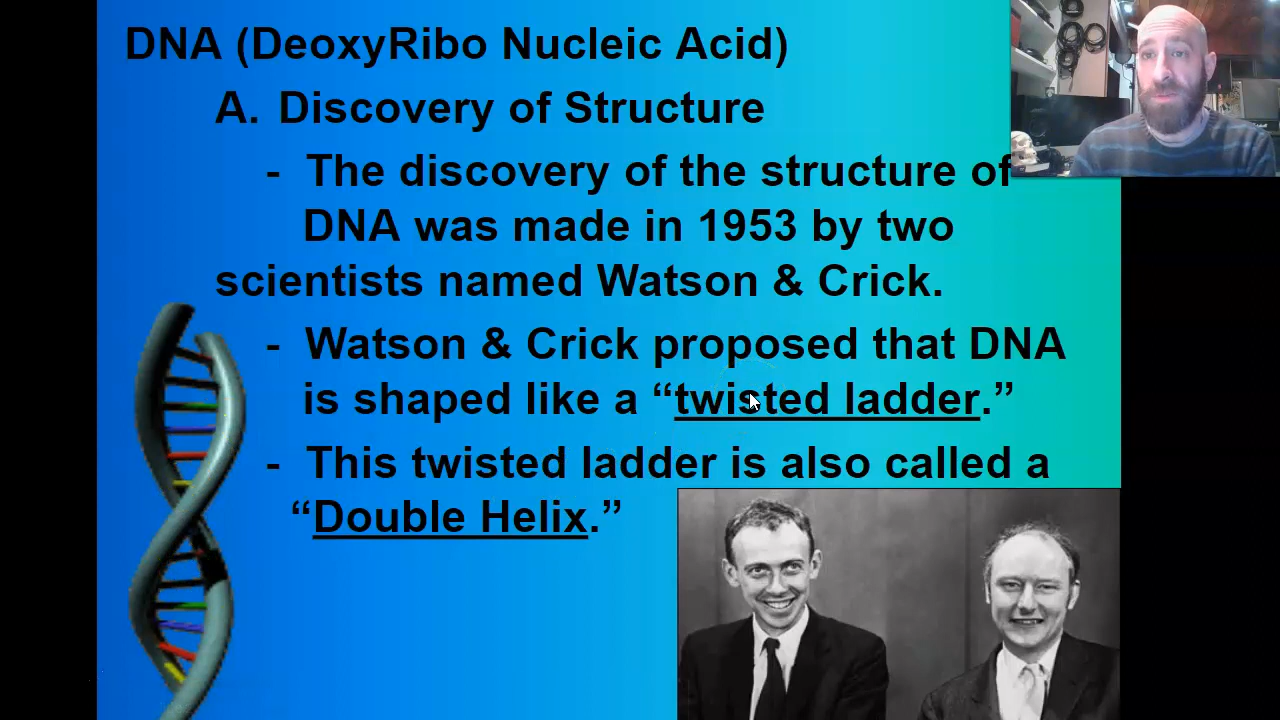 DNA (DeoxyRibo Nucleic Acid)
A. Discovery of Structure
- The discovery of the structure of
DNA was made in 1953 by two
scientists named Watson & Crick.
- Watson & Crick proposed that DNA
is shaped like a “twisted ladder.”
- This twisted ladder is also called a
“Double Helix.”